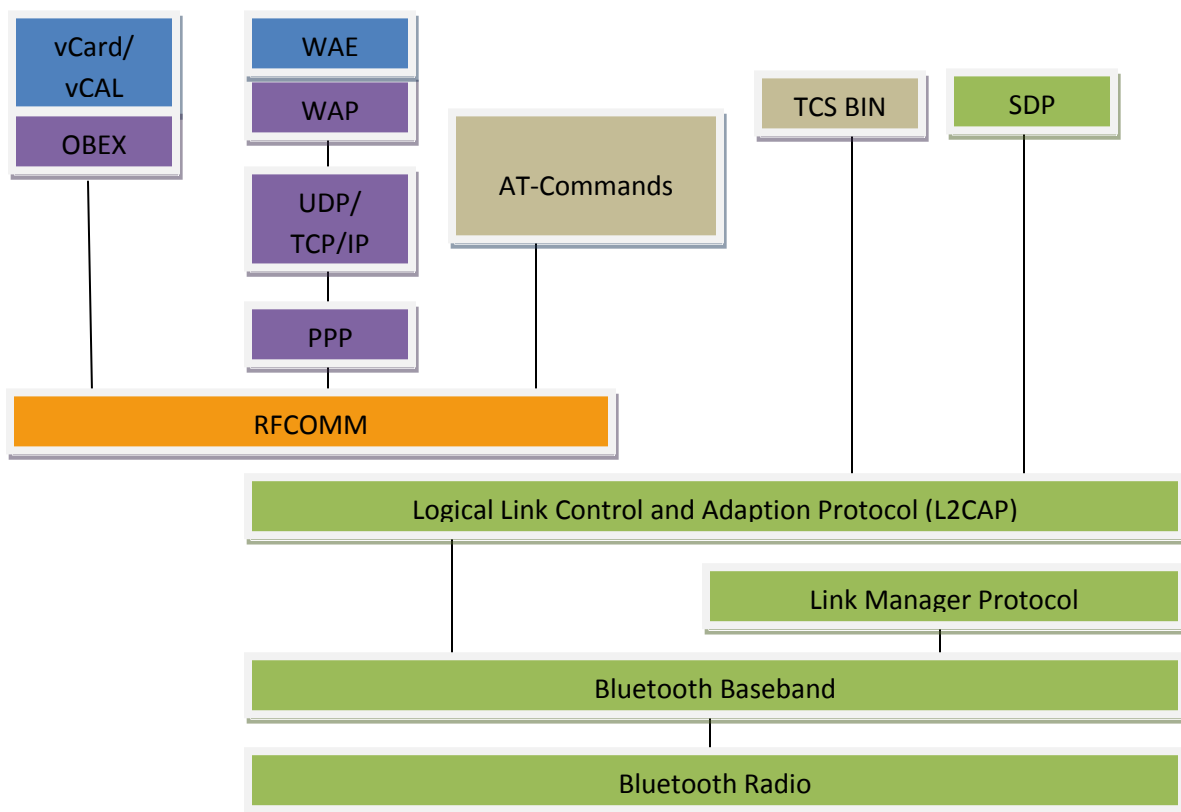 vCard/
vCAL
OBEX
WAE
WAP
UDP/
TCP/IP
PPP
AT-Commands
TCS BIN
SDP
RFCOMM
Logical Link Control and Adaption Protocol (L2CAP)
Link Manager Protocol
Bluetooth Baseband
Bluetooth Radio